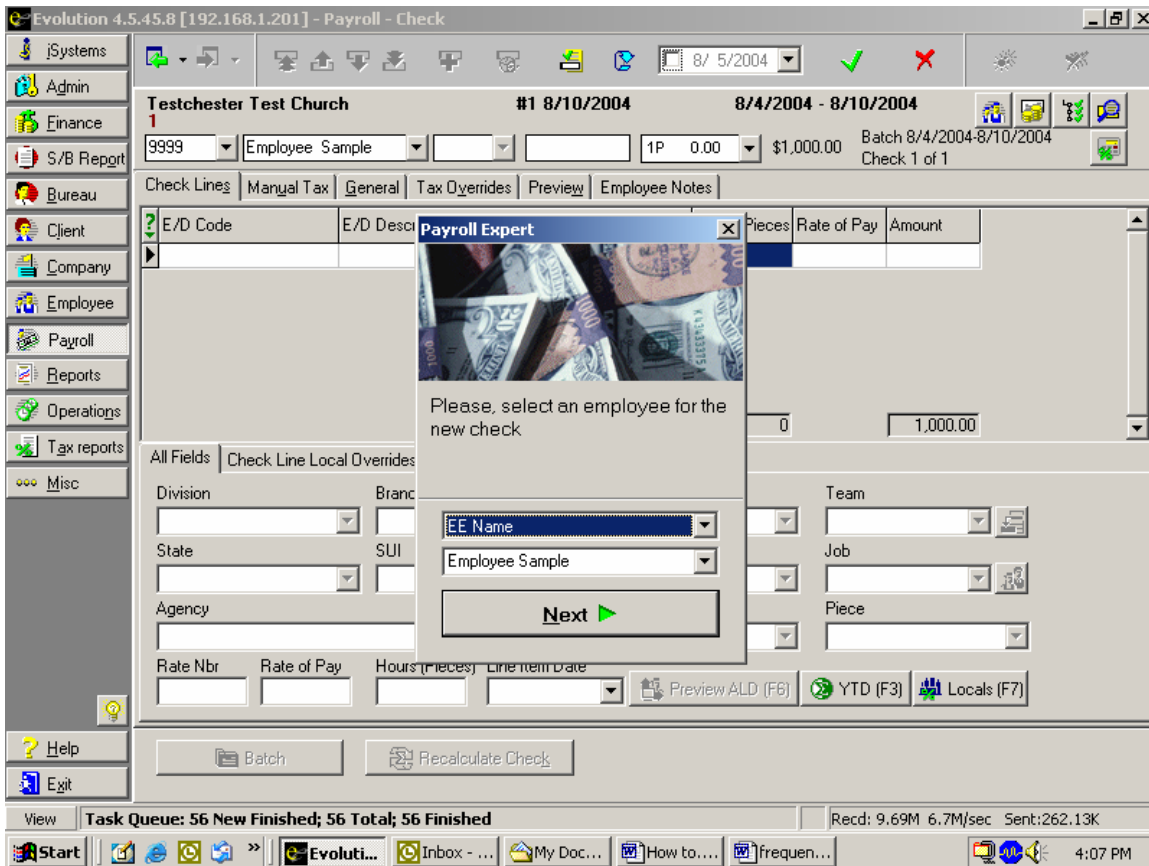 Evolution 4.5.45.8 [192.168.1.201] - Payroll - Check
jSystems
Admin
Finance
S/B Report
Bureau
Client
Company
Employee
Payroll
Reports
Operations
Tax reports
Misc
Help
Exit
8/ 5/2004
Testchester Test Church #1 8/10/2004 8/4/2004 - 8/10/2004
1
9999 Employee Sample 1P 0.00 $1,000.00 Batch 8/4/2004-8/10/2004
Check 1 of 1
Check Lines Manual Tax General Tax Overrides Preview Employee Notes
E/D Code E/D Descr Pieces Rate of Pay Amount
0 1,000.00
Payroll Expert
Please, select an employee for the
new check
EE Name
Employee Sample
Next
All Fields Check Line Local Overrides
Division Branc Team
State SUI Job
Agency Piece
Rate Nbr Rate of Pay Hours (Pieces) Line Item Date
Preview ALD (F6) YTD (F3) Locals (F7)
Batch Recalculate Check
View Task Queue: 56 New Finished; 56 Total; 56 Finished Recd: 9.69M 6.7M/sec Sent:262.13K
Start » Evoluti... Inbox - ... My Doc... How to.... frequen... 4:07 PM